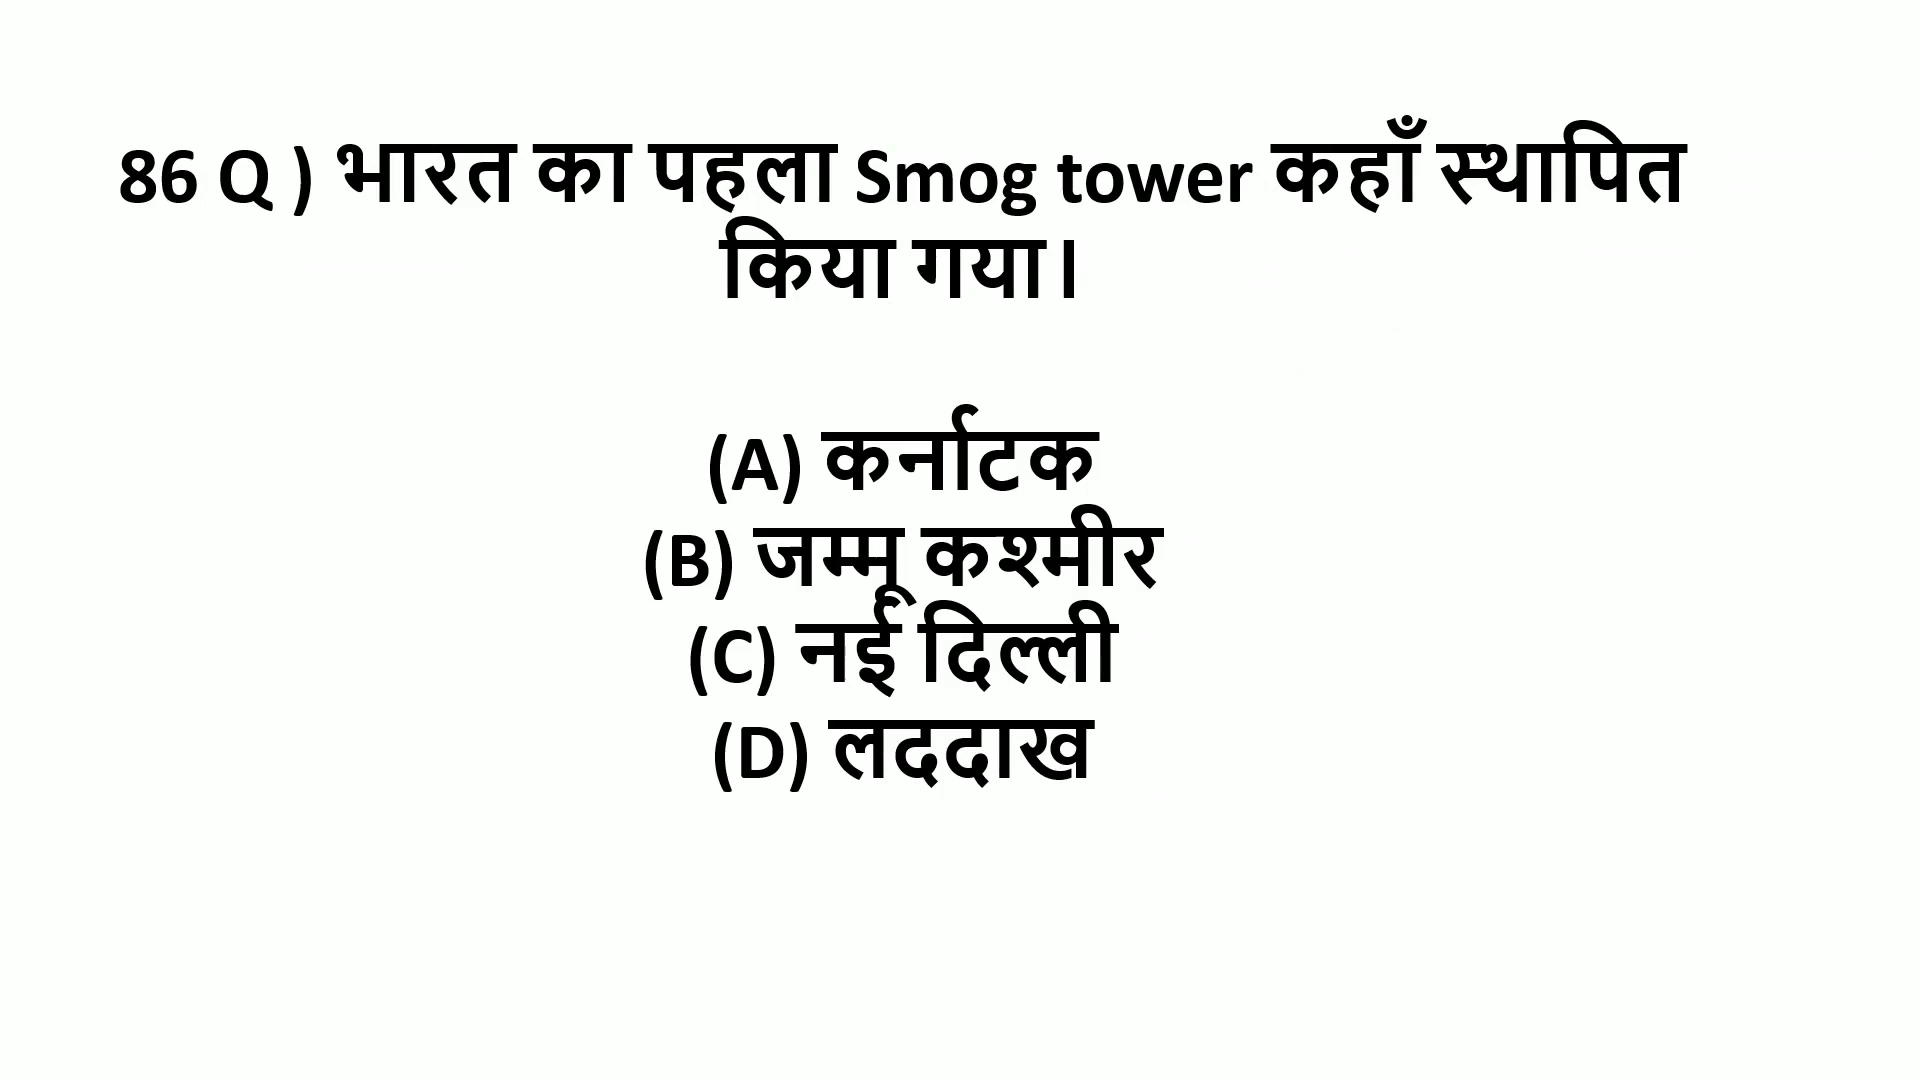 86 Q ) भारत का पहला Smog tower कहाँ स्थापित
किया गया।
(A) कर्नाटक
(B) जम्मू कश्मीर
(C) नई दिल्ली
(D) लददाख